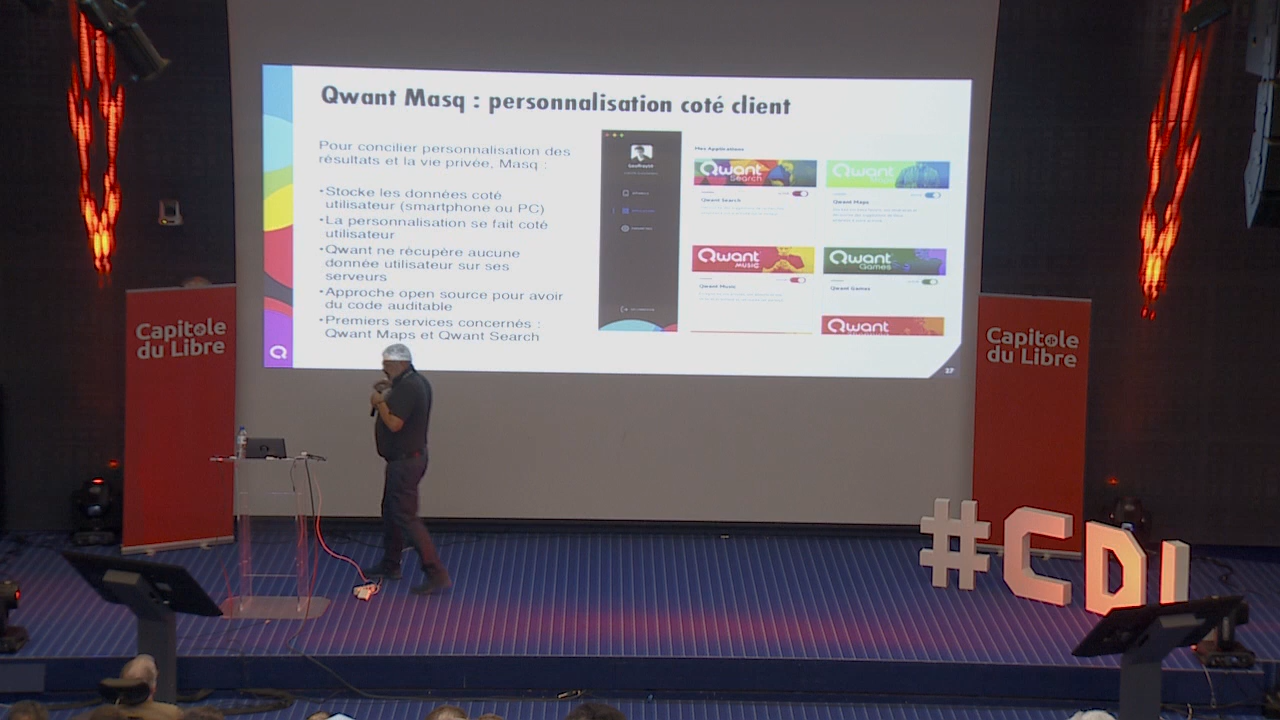 Qwant Masq : personnalisation coté client
Pour concilier personnalisation des
résultats et la vie privée, Masq :
•Stocke les données coté
utilisateur (smartphone ou PC)
•La personnalisation se fait coté
utilisateur
•Qwant ne récupère aucune
donnée utilisateur sur ses
serveurs
•Approche open source pour avoir
du code auditable
•Premiers services concernés :
Qwant Maps et Qwant Search
Mes Applications
Qwant
Search
Qwant
Qwant Search
Qwant Maps
Qwant
MUSIC
Qwant
Games
Qwant Music
Qwant Games
Qwant
37
Capitole
du Libre
Capitole
du Libre
#CDL